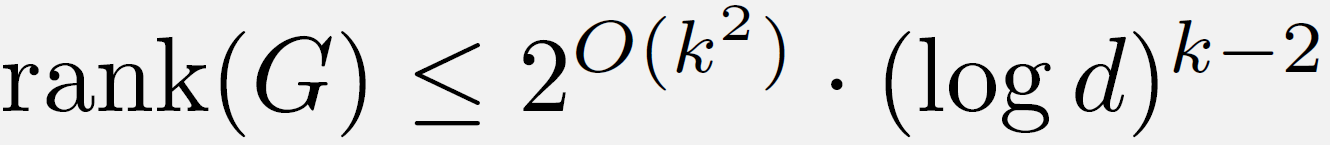 rank(G) ≤ 2^{O(k^2)} · (log d)^{k−2}